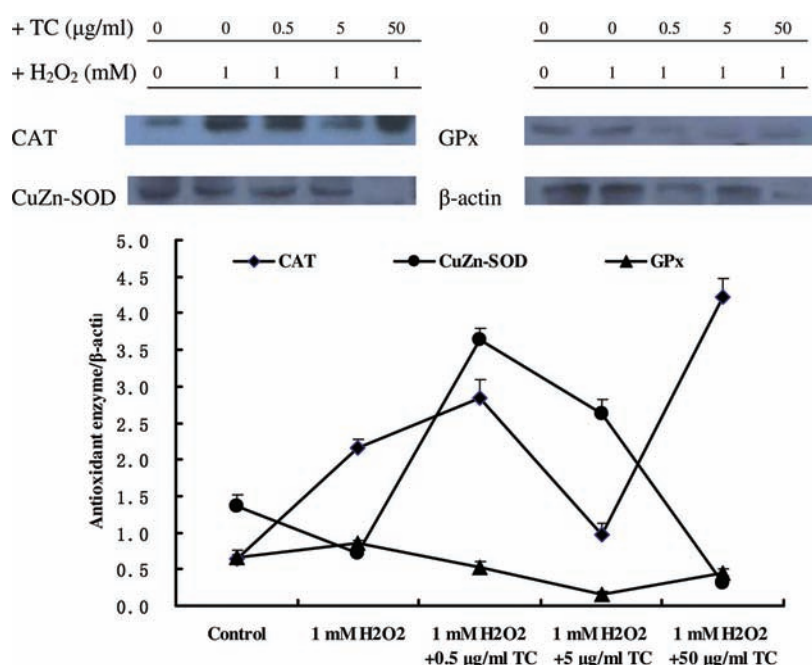 + TC (μg/ml) 0 0 0.5 5 50 0 0 0.5 5 50
+ H₂O₂ (mM) 0 1 1 1 1 0 1 1 1 1
CAT GPx
CuZn-SOD β-actin
5.0
4.5
4.0
3.5
3.0
2.5
2.0
1.5
1.0
0.5
0.0
Antioxidant enzyme/β-acti
CAT CuZn-SOD GPx
Control 1 mM H2O2 1 mM H2O2 1 mM H2O2 1 mM H2O2
+0.5 μg/ml TC +5 μg/ml TC +50 μg/ml TC